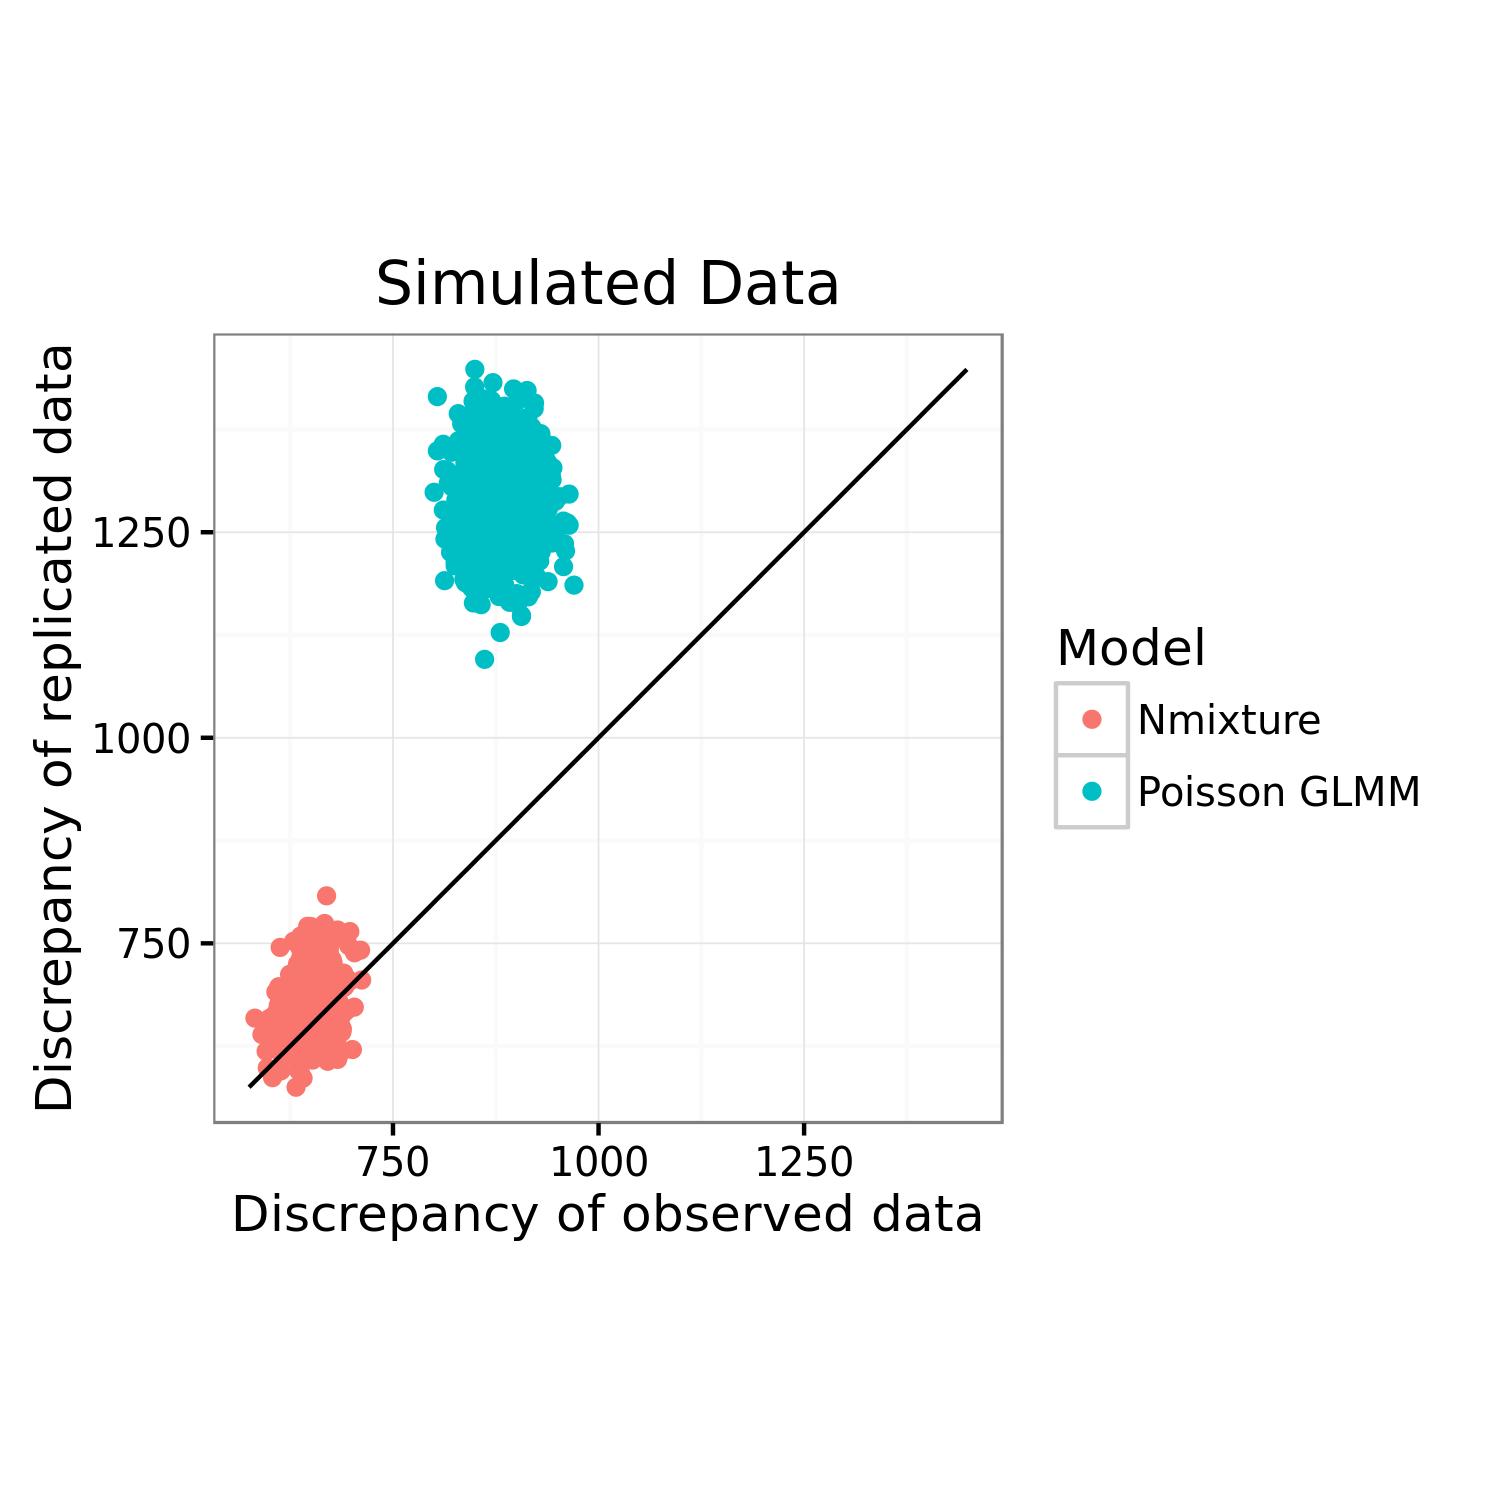 Simulated Data
Discrepancy of replicated data
1250
1000
750
750 1000 1250
Discrepancy of observed data
Model
Nmixture
Poisson GLMM